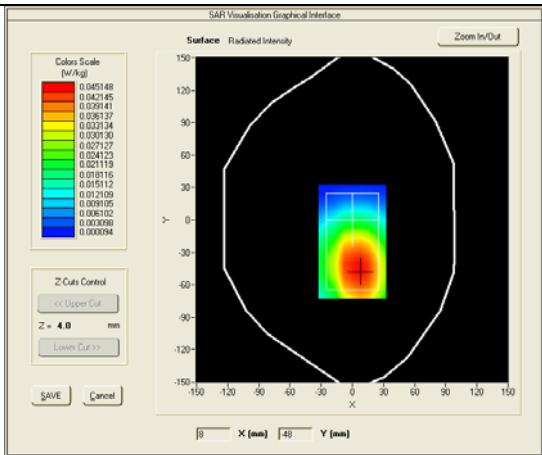 SAR Visualisation Graphical Interface
Surface Radiated Intensity
Zoom In/Out
Colors Scale
(W/kg)
0.045148
0.042145
0.039141
0.036137
0.033134
0.030130
0.027127
0.024123
0.021119
0.018116
0.015112
0.012109
0.009105
0.006102
0.003098
0.000094
Z-Cuts Control
<< Upper Cut
Z = 4.0 mm
Lower Cut >>
SAVE Cancel
150-
120-
90-
60-
30-
0-
-30-
-60-
-90-
-120-
-150-
Y
-150 -120 -90 -60 -30 0 30 60 90 120 150
X
8 X (mm) -48 Y (mm)